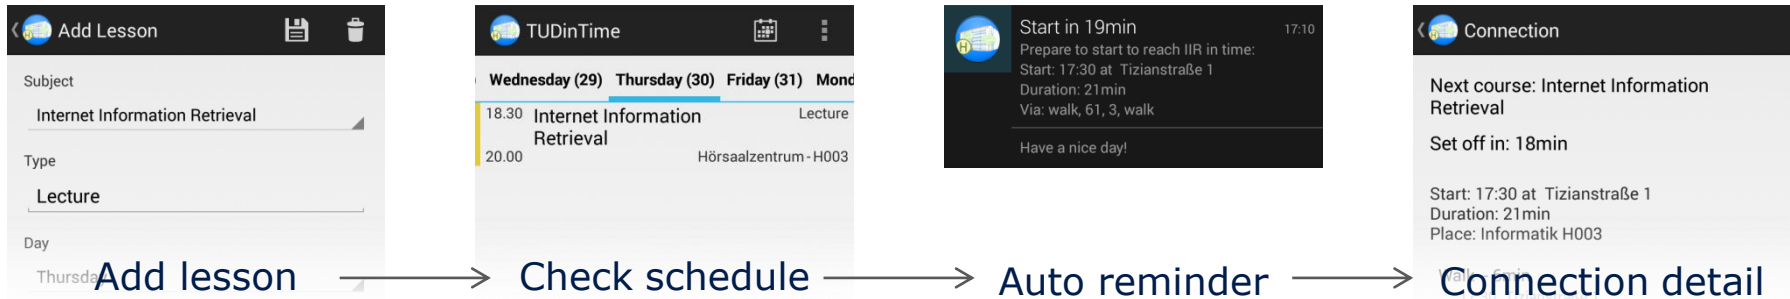 Add Lesson
Subject
Internet Information Retrieval
Type
Lecture
Day
Thursday
Add lesson
TUDinTime
Wednesday (29) Thursday (30) Friday (31) Mond
18.30 Internet Information Retrieval Lecture
20.00 Hörsaalzentrum - H003
Check schedule
Start in 19min 17:10
Prepare to start to reach IIR in time:
Start: 17:30 at Tizianstraße 1
Duration: 21min
Via: walk, 61, 3, walk
Have a nice day!
Auto reminder
Connection
Next course: Internet Information
Retrieval
Set off in: 18min
Start: 17:30 at Tizianstraße 1
Duration: 21min
Place: Informatik H003
Connection detail